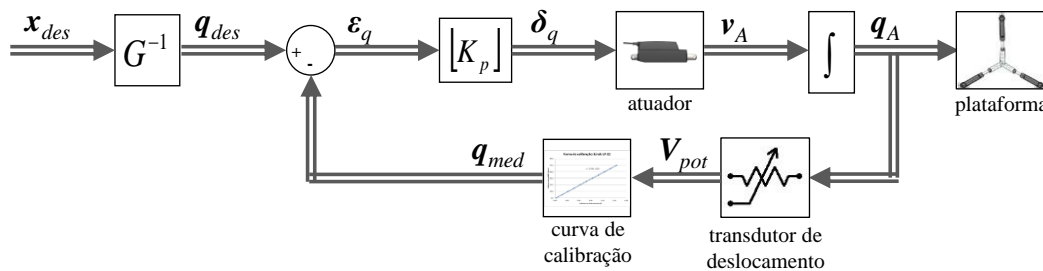 x_des
G⁻¹
q_des
+
-
ε_q
⌊K_p⌋
δ_q
atuador
v_A
∫
q_A
plataforma
q_med
curva de
calibração
V_pot
transdutor de
deslocamento